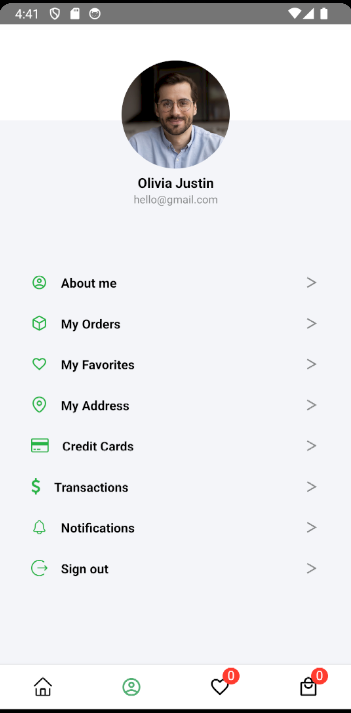 4:41
Olivia Justin
hello@gmail.com
About me
My Orders
My Favorites
My Address
Credit Cards
Transactions
Notifications
Sign out
0
0